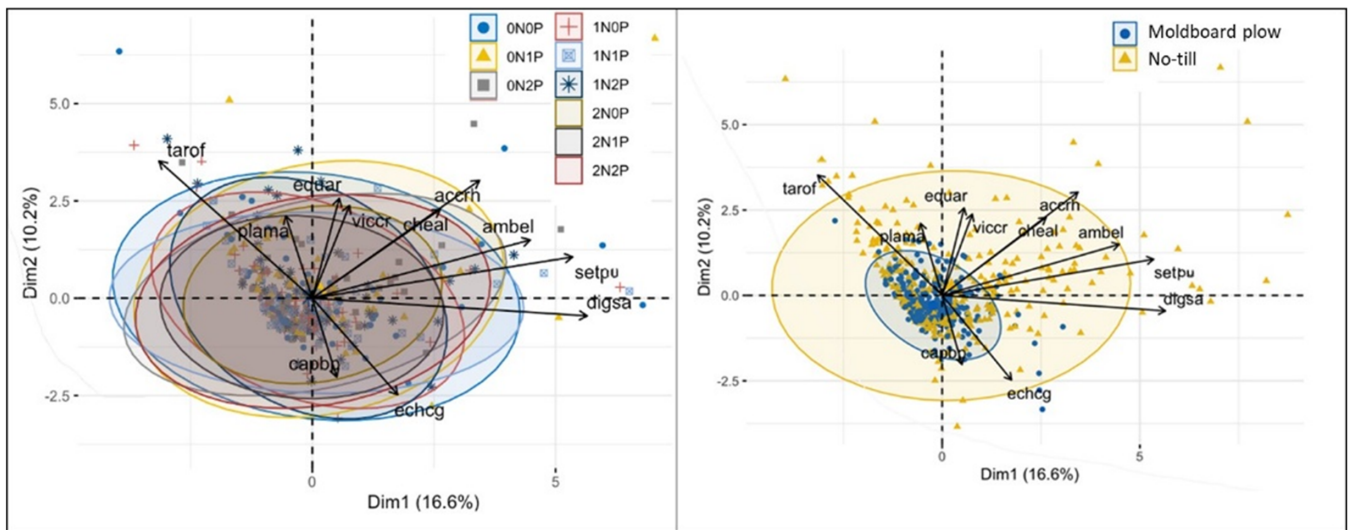 0N0P
0N1P
0N2P
1N0P
1N1P
1N2P
2N0P
2N1P
2N2P
5.0
2.5
0.0
-2.5
Dim2 (10.2%)
tarof
equar
accrh
plama
viccr
cheal
ambel
setpu
digsa
capbp
echcg
0
5
Dim1 (16.6%)
Moldboard plow
No-till
5.0
2.5
0.0
-2.5
Dim2 (10.2%)
tarof
equar
accrh
plama
viccr
cheal
ambel
setpu
digsa
capbp
echcg
0
5
Dim1 (16.6%)